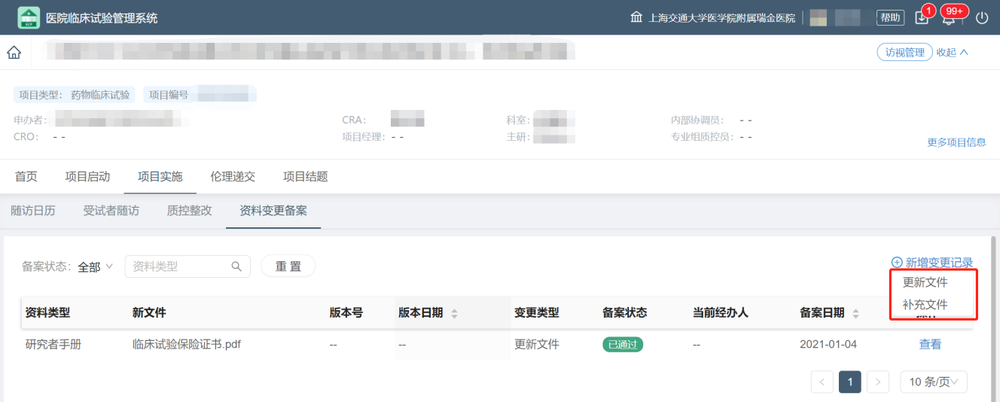 医院临床试验管理系统 上海交通大学医学院附属瑞金医院 帮助 1 99+
访视管理 收起
项目类型： 药物临床试验 项目编号
申办者： CRA： 科室： 内部协调员： - -
CRO： - - 项目经理： - - 主研： 专业组质控员： - -
更多项目信息
首页 项目启动 项目实施 伦理递交 项目结题
随访日历 受试者随访 质控整改 资料变更备案
备案状态： 全部 资料类型 重 置 新增变更记录
更新文件
补充文件
资料类型 新文件 版本号 版本日期 变更类型 备案状态 当前经办人 备案日期
研究者手册 临床试验保险证书.pdf -- -- 更新文件 已通过 -- 2021-01-04 查看
< 1 > 10 条/页